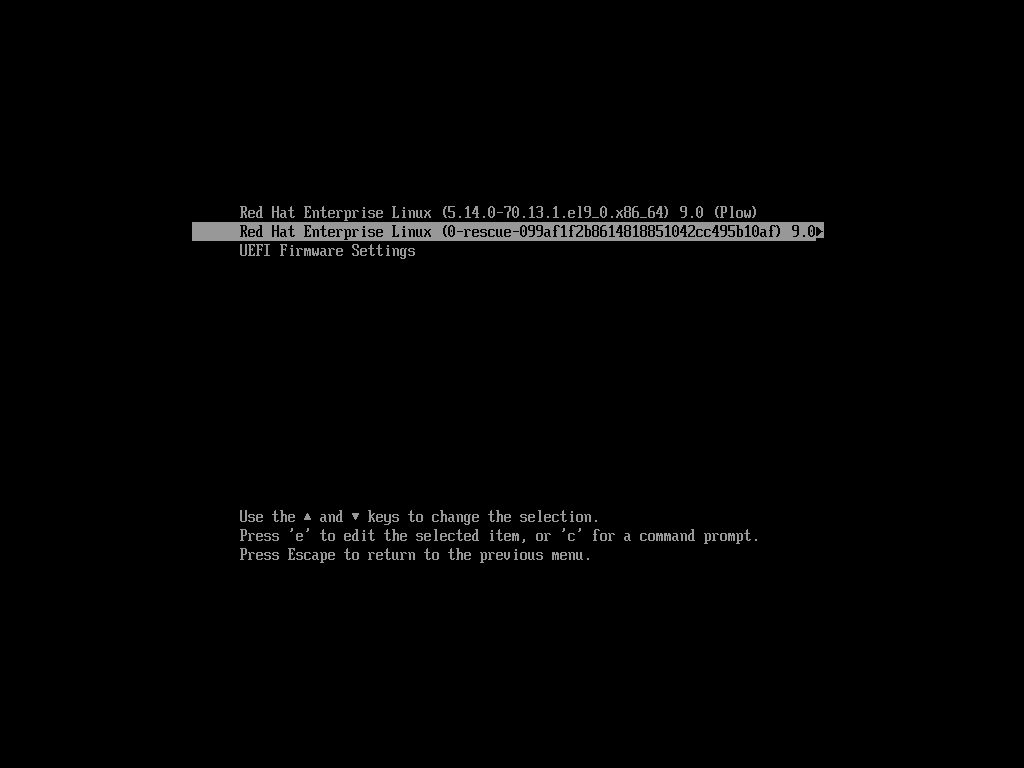 Red Hat Enterprise Linux (5.14.0-70.13.1.el9_0.x86_64) 9.0 (Plow)
Red Hat Enterprise Linux (0-rescue-099af1f2b8614818851042cc495b10af) 9.0▶
UEFI Firmware Settings
Use the ▲ and ▼ keys to change the selection.
Press 'e' to edit the selected item, or 'c' for a command prompt.
Press Escape to return to the previous menu.